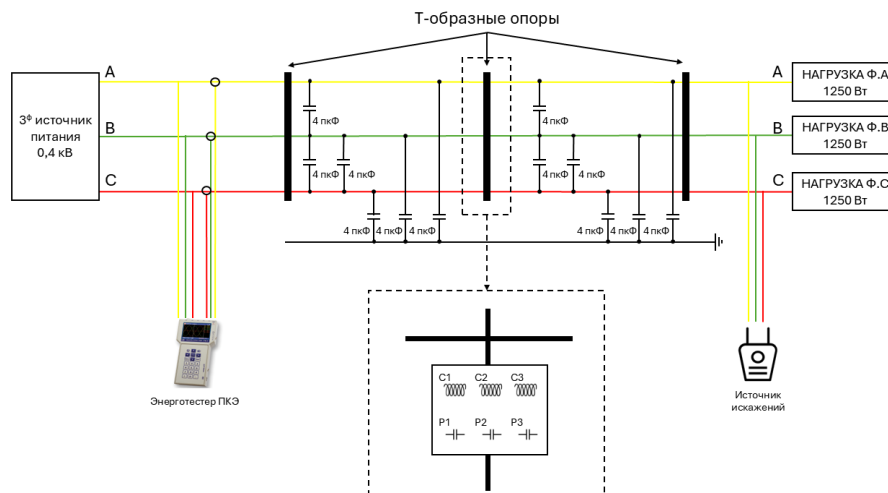 Т-образные опоры
A
A
3ф источник
питания
0,4 кВ
НАГРУЗКА Ф.А
1250 Вт
4 пкФ
4 пкФ
B
B
НАГРУЗКА Ф.В
1250 Вт
4 пкФ
4 пкФ
4 пкФ
4 пкФ
C
C
НАГРУЗКА Ф.С
1250 Вт
4 пкФ
4 пкФ
4 пкФ
4 пкФ
4 пкФ
4 пкФ
C1
C2
C3
P1
P2
P3
Энерготестер ПКЭ
Источник
искажений